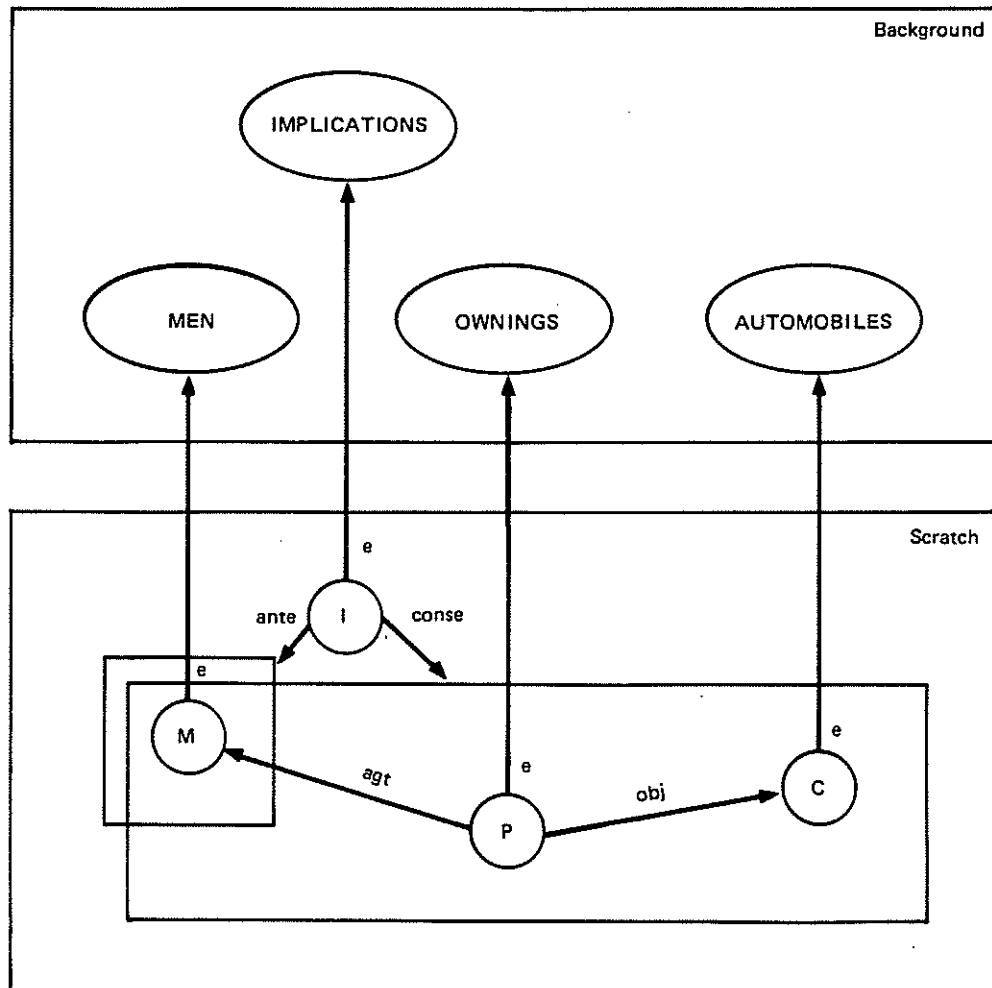 Background
IMPLICATIONS
MEN
OWNINGS
AUTOMOBILES
Scratch
e
ante
I
conse
e
M
e
e
C
agt
obj
P